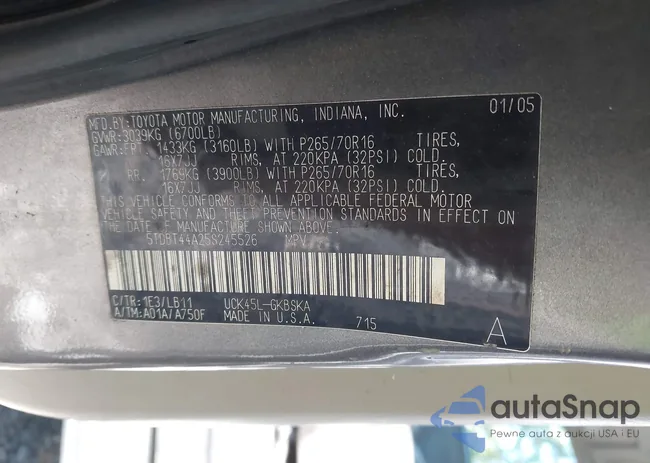 MFD.BY:TOYOTA MOTOR MANUFACTURING, INDIANA, INC. 01/05
GVWR:3039KG (6700LB)
GAWR:FR 1433KG (3160LB) WITH P265/70R16 TIRES,
16X7JJ RIMS, AT 220KPA (32PSI) COLD.
RR 1769KG (3900LB) WITH P265/70R16 TIRES,
16X7JJ RIMS, AT 220KPA (32PSI) COLD.
THIS VEHICLE CONFORMS TO ALL APPLICABLE FEDERAL MOTOR
VEHICLE SAFETY AND THEFT PREVENTION STANDARDS IN EFFECT ON
THE DATE OF MANUFACTURE SHOWN ABOVE.
5TDBT44A25S245526 MPV
C/TR:1E3/LB11 UCK45L-GKBSKA
A/TM:A01A/A750F MADE IN U.S.A. 715 A
autaSnap
Pewne auta z aukcji USA i EU